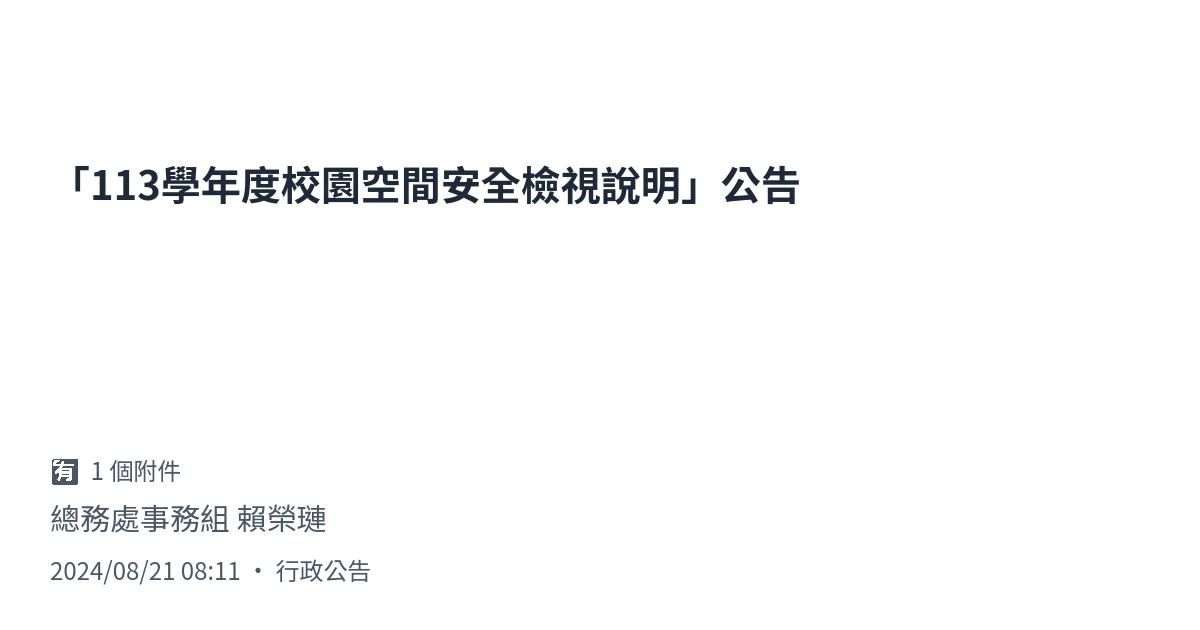 「113學年度校園空間安全檢視說明」公告
有 1 個附件
總務處事務組 賴榮璉
2024/08/21 08:11 • 行政公告